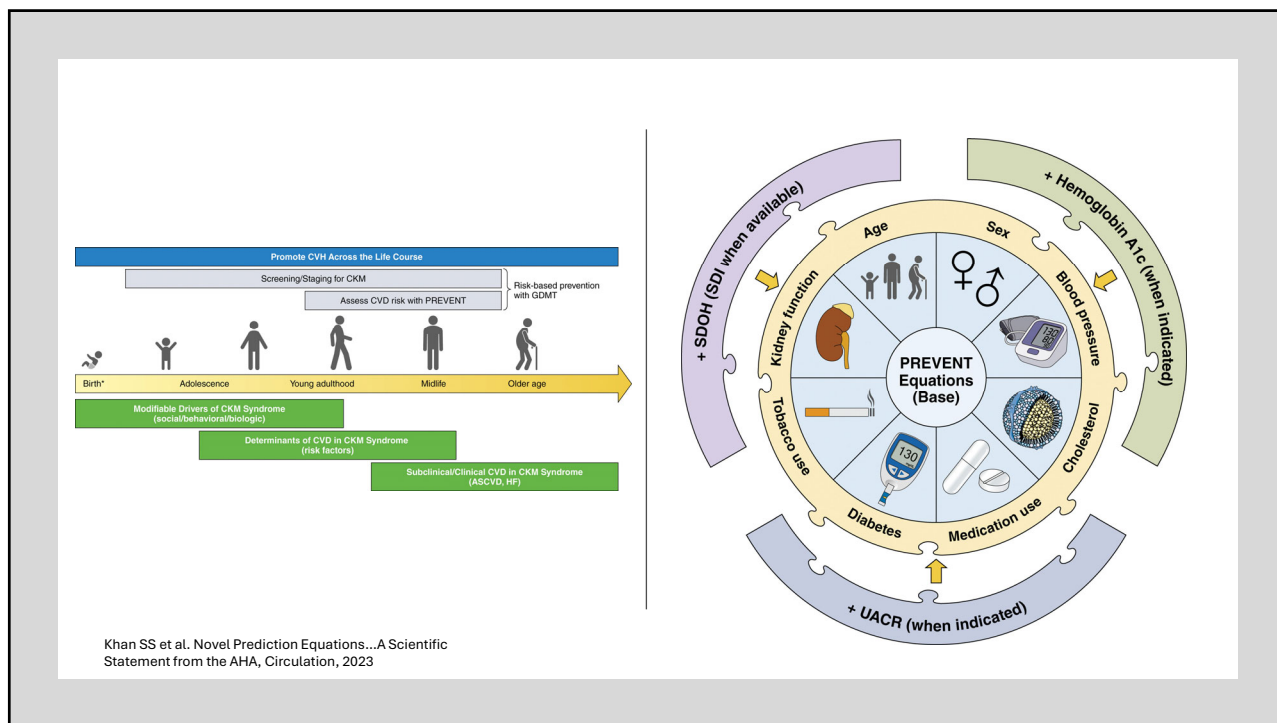 Promote CVH Across the Life Course
Screening/Staging for CKM
Assess CVD risk with PREVENT
Risk-based prevention
with GDMT
Birth*
Adolescence
Young adulthood
Midlife
Older age
Modifiable Drivers of CKM Syndrome
(social/behavioral/biologic)
Determinants of CVD in CKM Syndrome
(risk factors)
Subclinical/Clinical CVD in CKM Syndrome
(ASCVD, HF)
Khan SS et al. Novel Prediction Equations...A Scientific
Statement from the AHA, Circulation, 2023
+ SDOH (SDI when available)
+ Hemoglobin A1c (when indicated)
+ UACR (when indicated)
Age
Sex
Blood pressure
Cholesterol
Medication use
Diabetes
Tobacco use
Kidney function
PREVENT
Equations
(Base)
130
80
130